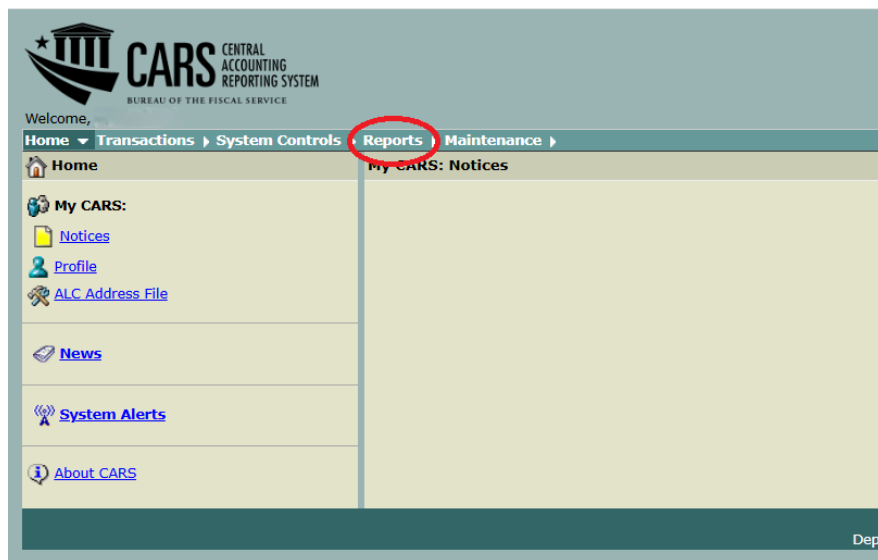 CARS CENTRAL
ACCOUNTING
REPORTING SYSTEM
BUREAU OF THE FISCAL SERVICE
Welcome,
Home Transactions System Controls Reports Maintenance
Home
My CARS: Notices
My CARS:
Notices
Profile
ALC Address File
News
System Alerts
About CARS
Dep